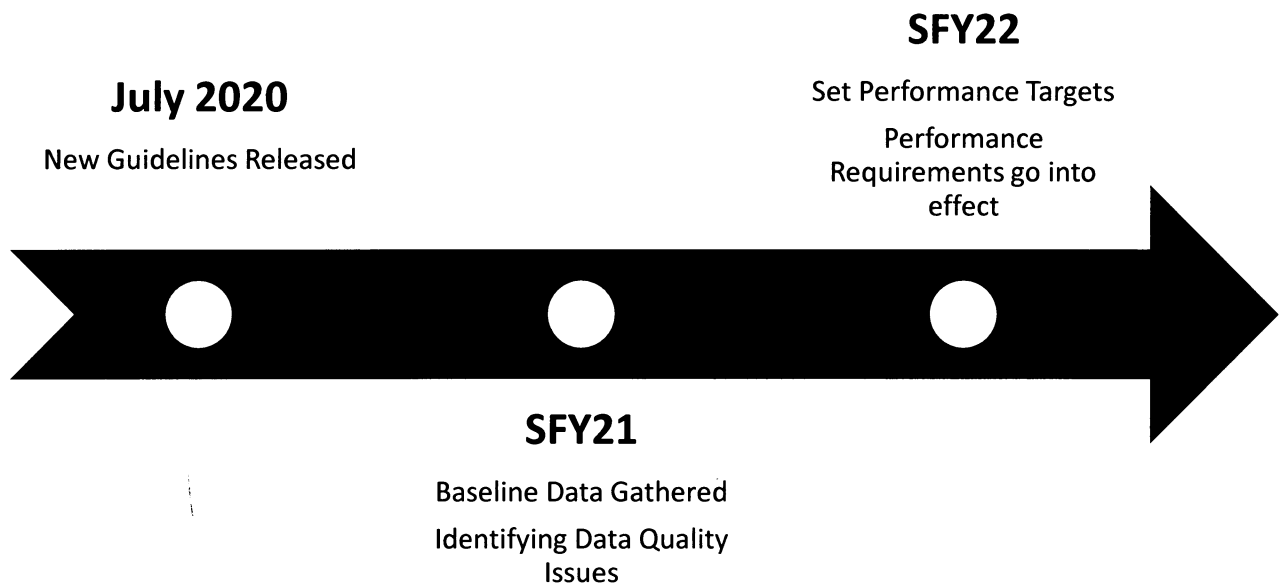 July 2020
New Guidelines Released
SFY21
Baseline Data Gathered
Identifying Data Quality
Issues
SFY22
Set Performance Targets
Performance
Requirements go into
effect